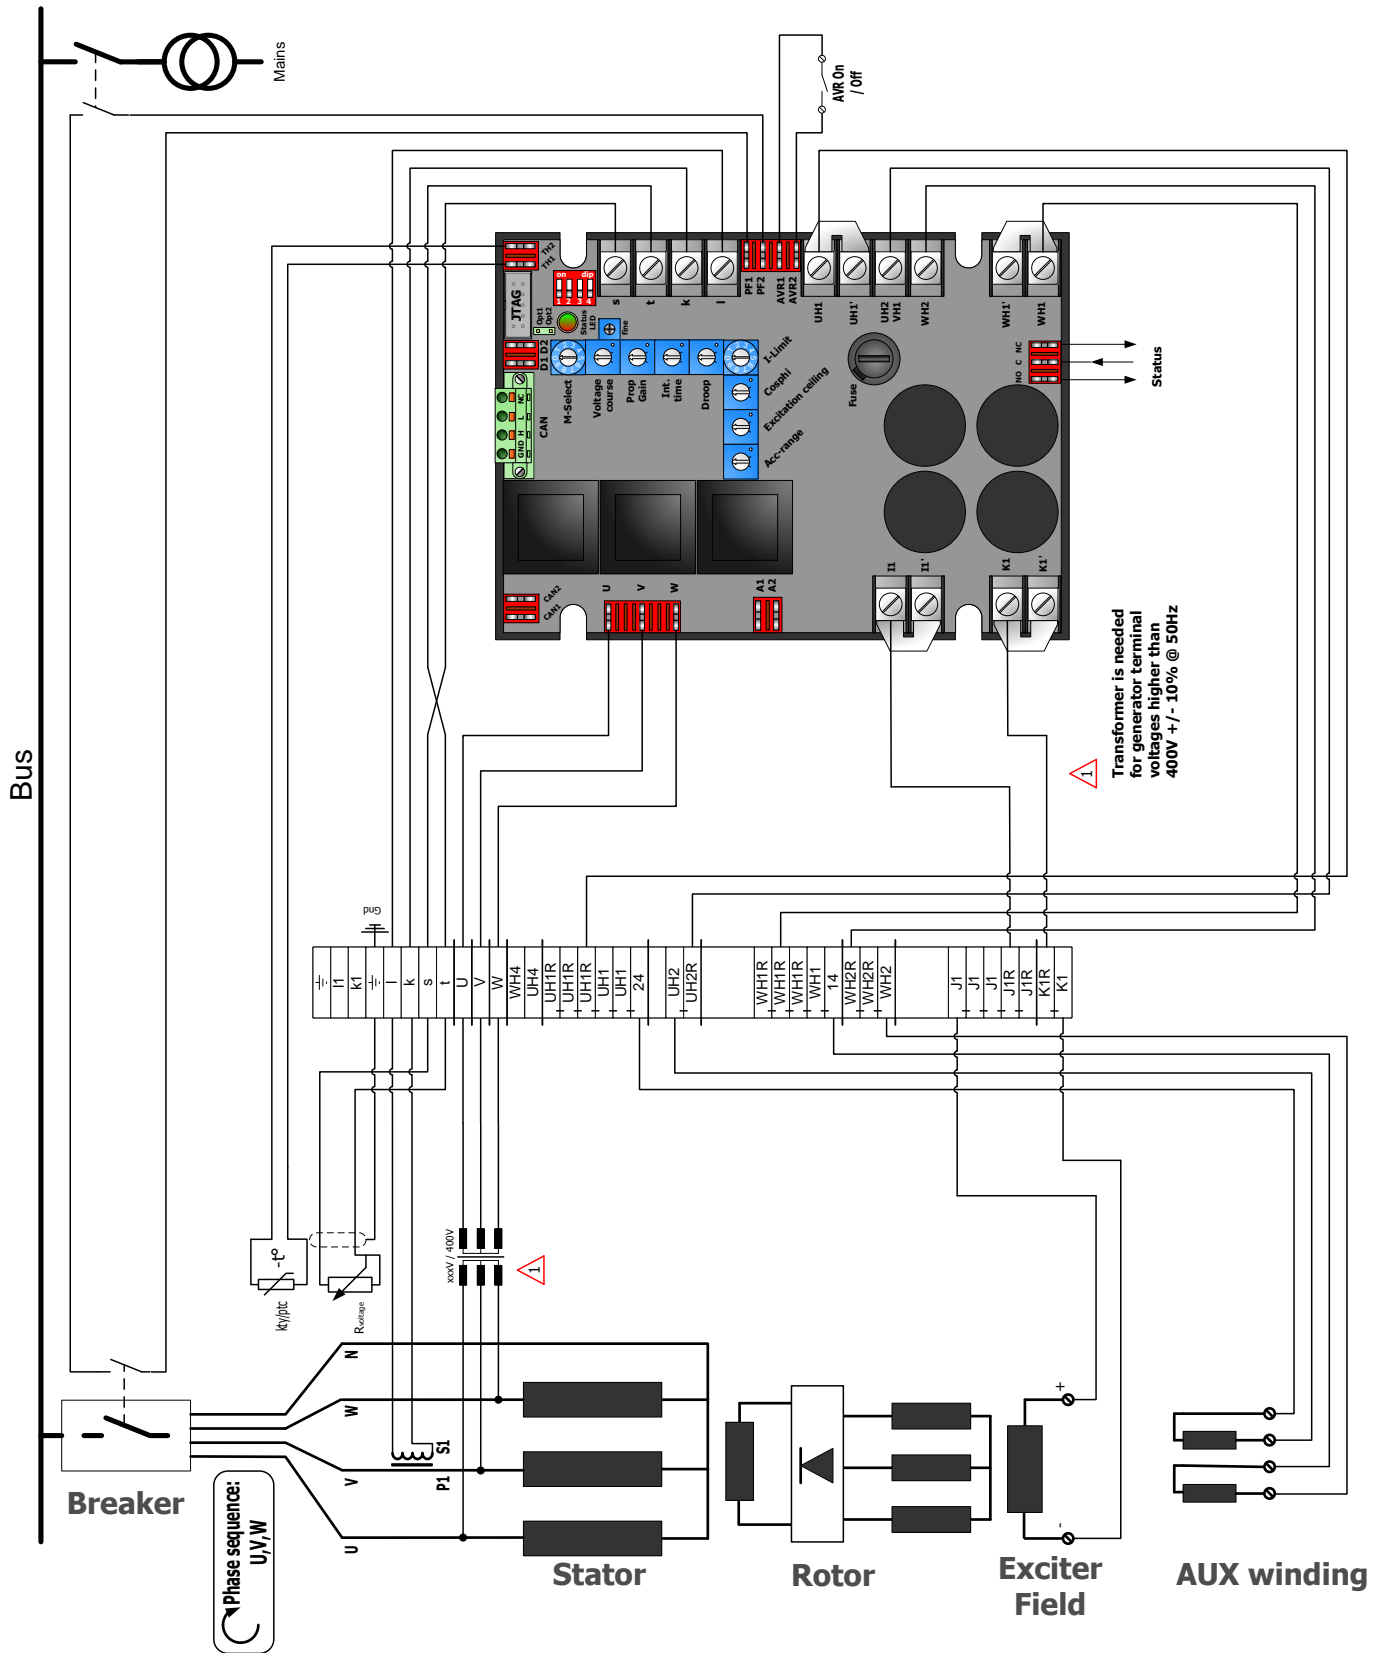 Mains
AVR On
/ Off
TH2
TH1
on
dip
1
2
3
4
JTAG
Opt1
Opt2
Status
LED
fine
s
t
k
l
PF1
PF2
AVR1
AVR2
UH1
UH1'
UH2
VH1
WH2
WH1'
WH1
D1 D2
M-Select
Voltage
course
Prop
Gain
Int.
time
Droop
I-Limit
Cosphi
Excitation ceiling
Acc-range
Fuse
NO C NC
Status
CAN
GND H L NC
CAN2
CAN1
U
V
W
A1
A2
I1
I1'
K1
K1'
Transformer is needed
for generator terminal
voltages higher than
400V +/- 10% @ 50Hz
1
Bus
Gnd
l1
k1
l
k
s
t
U
V
W
WH4
UH4
UH1R
UH1R
UH1R
UH1
UH1
24
UH2
UH2R
WH1R
WH1R
WH1R
WH1
14
WH2R
WH2R
WH2
J1
J1
J1
J1R
J1R
K1R
K1
-t°
kty/ptc
Rvoltage
xxxV / 400V
1
N
W
V
U
S1
P1
+
-
Breaker
Phase sequence:
U,V,W
Stator
Rotor
Exciter
Field
AUX winding